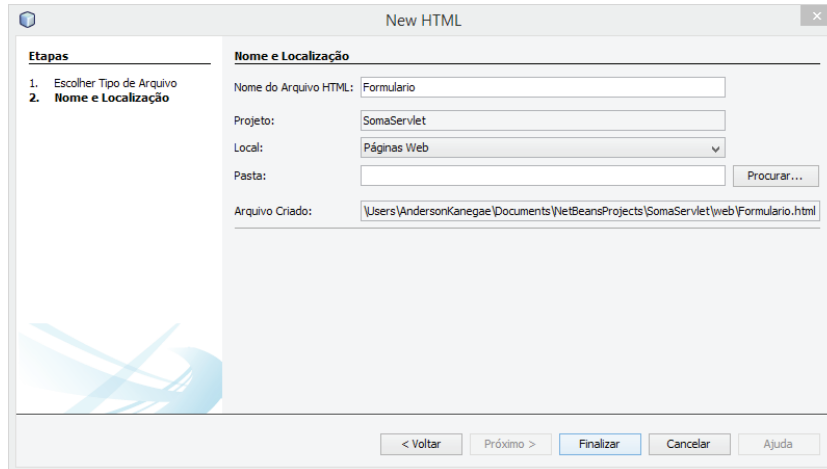 New HTML
Etapas
1. Escolher Tipo de Arquivo
2. Nome e Localização
Nome e Localização
Nome do Arquivo HTML: Formulario
Projeto: SomaServlet
Local: Páginas Web
Pasta: Procurar...
Arquivo Criado: \Users\AndersonKanegae\Documents\NetBeansProjects\SomaServlet\web\Formulario.html
< Voltar Próximo > Finalizar Cancelar Ajuda